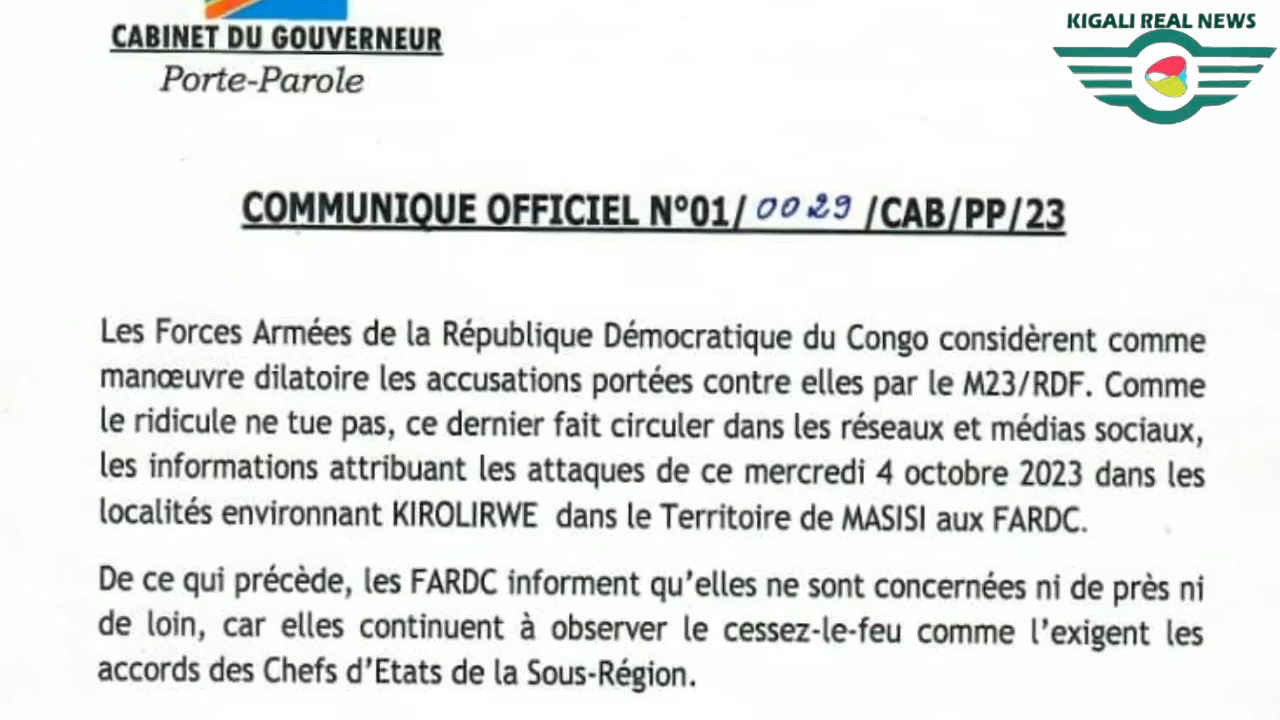 KIGALI REAL NEWS
CABINET DU GOUVERNEUR
Porte-Parole
COMMUNIQUE OFFICIEL N°01/ 0029 /CAB/PP/23
Les Forces Armées de la République Démocratique du Congo considèrent comme
manœuvre dilatoire les accusations portées contre elles par le M23/RDF. Comme
le ridicule ne tue pas, ce dernier fait circuler dans les réseaux et médias sociaux,
les informations attribuant les attaques de ce mercredi 4 octobre 2023 dans les
localités environnant KIROLIRWE dans le Territoire de MASISI aux FARDC.
De ce qui précède, les FARDC informent qu'elles ne sont concernées ni de près ni
de loin, car elles continuent à observer le cessez-le-feu comme l'exigent les
accords des Chefs d'Etats de la Sous-Région.